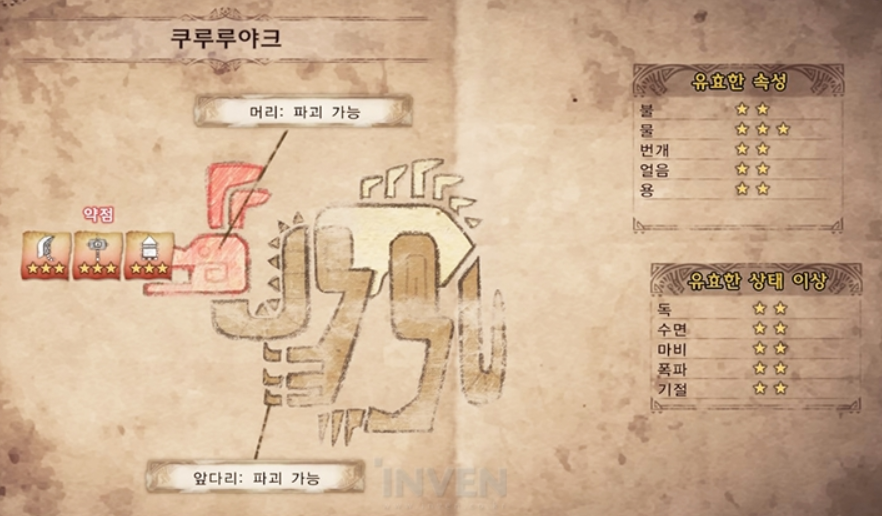 쿠루루야크
머리: 파괴 가능
약점
앞다리: 파괴 가능
유효한 속성
불
물
번개
얼음
용
유효한 상태 이상
독
수면
마비
폭파
기절
INVEN